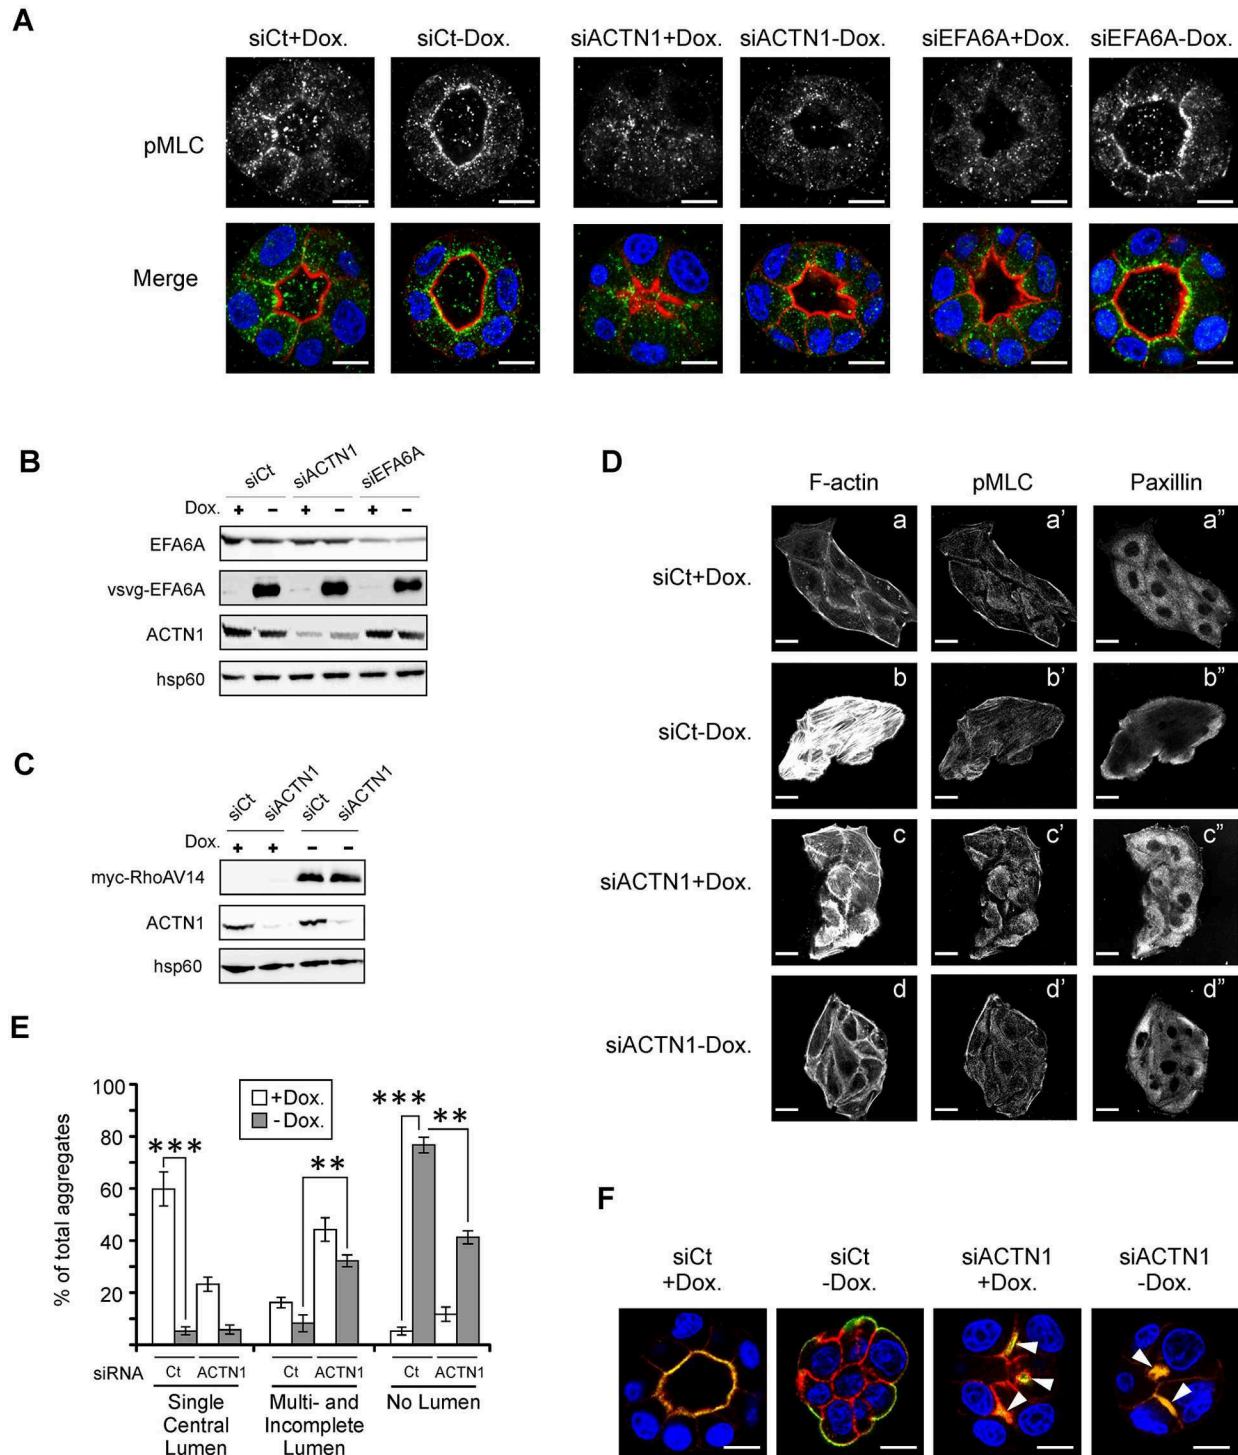 A
siCt+Dox. siCt-Dox. siACTN1+Dox. siACTN1-Dox. siEFA6A+Dox. siEFA6A-Dox.
pMLC
Merge
B
siCt siACTN1 siEFA6A
Dox. + - + - + -
EFA6A
vsvg-EFA6A
ACTN1
hsp60
C
siCt siACTN1 siCt siACTN1
Dox. + + - -
myc-RhoAV14
ACTN1
hsp60
D
F-actin pMLC Paxillin
siCt+Dox. a a' a"
siCt-Dox. b b' b"
siACTN1+Dox. c c' c"
siACTN1-Dox. d d' d"
E
% of total aggregates
100
80
60
40
20
+Dox.
-Dox.
*** ** *** **
siRNA Ct ACTN1 Ct ACTN1 Ct ACTN1
Single Central Lumen
Multi- and Incomplete Lumen
No Lumen
F
siCt +Dox.
siCt -Dox.
siACTN1 +Dox.
siACTN1 -Dox.